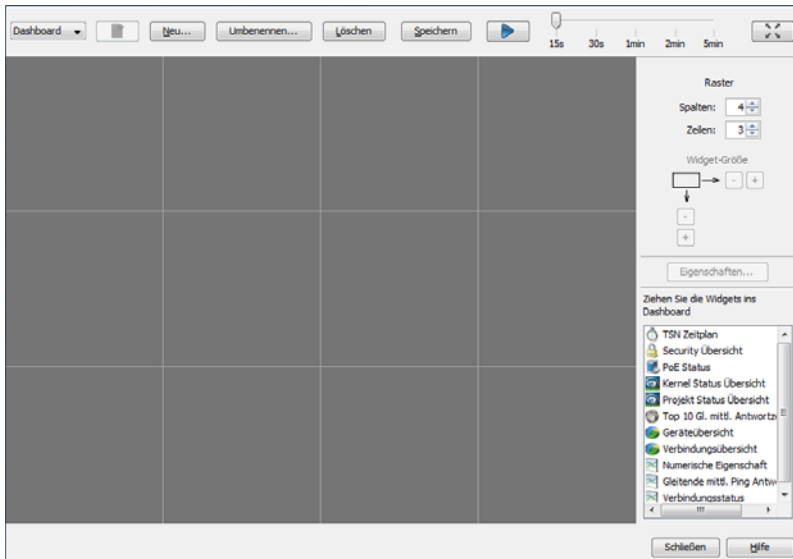 Dashboard
Neu...
Umbenennen...
Löschen
Speichern
15s 30s 1min 2min 5min
Raster
Spalten: 4
Zeilen: 3
Widget-Größe
- +
-
+
Eigenschaften...
Ziehen Sie die Widgets ins
Dashboard
TSN Zeitplan
Security Übersicht
PoE Status
Kernel Status Übersicht
Projekt Status Übersicht
Top 10 Gl. mittl. Antwortz
Geräteübersicht
Verbindungsübersicht
Numerische Eigenschaft
Gleitende mittl. Ping Antw
Verbindungsstatus
Schließen
Hilfe